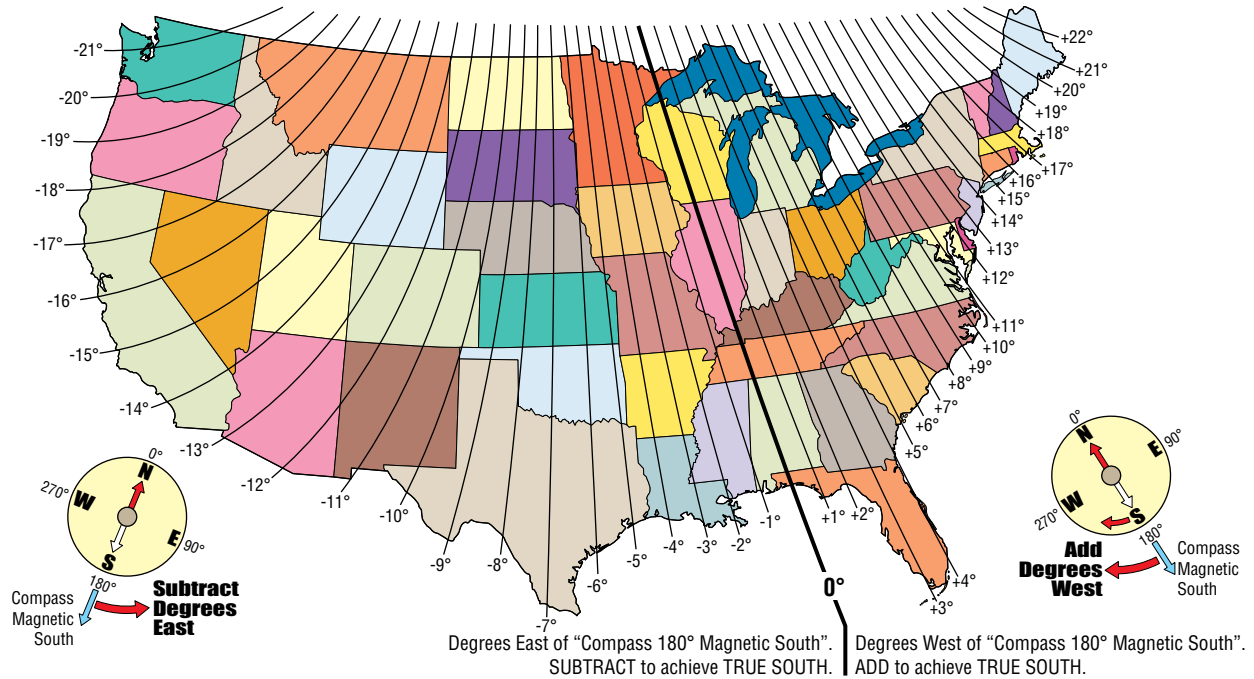 -21°
-20°
-19°
-18°
-17°
-16°
-15°
-14°
-13°
-12°
-11°
-10°
-9°
-8°
-7°
-6°
-5°
-4°
-3°
-2°
-1°
0°
+1°
+2°
+3°
+4°
+5°
+6°
+7°
+8°
+9°
+10°
+11°
+12°
+13°
+14°
+15°
+16°
+17°
+18°
+19°
+20°
+21°
+22°
0°
N
270°
W
E
90°
S
180°
Compass
Magnetic
South
Subtract
Degrees
East
0°
N
E
90°
W
270°
S
180°
Add
Degrees
West
Compass
Magnetic
South
Degrees East of “Compass 180° Magnetic South”.
SUBTRACT to achieve TRUE SOUTH.
Degrees West of “Compass 180° Magnetic South”.
ADD to achieve TRUE SOUTH.